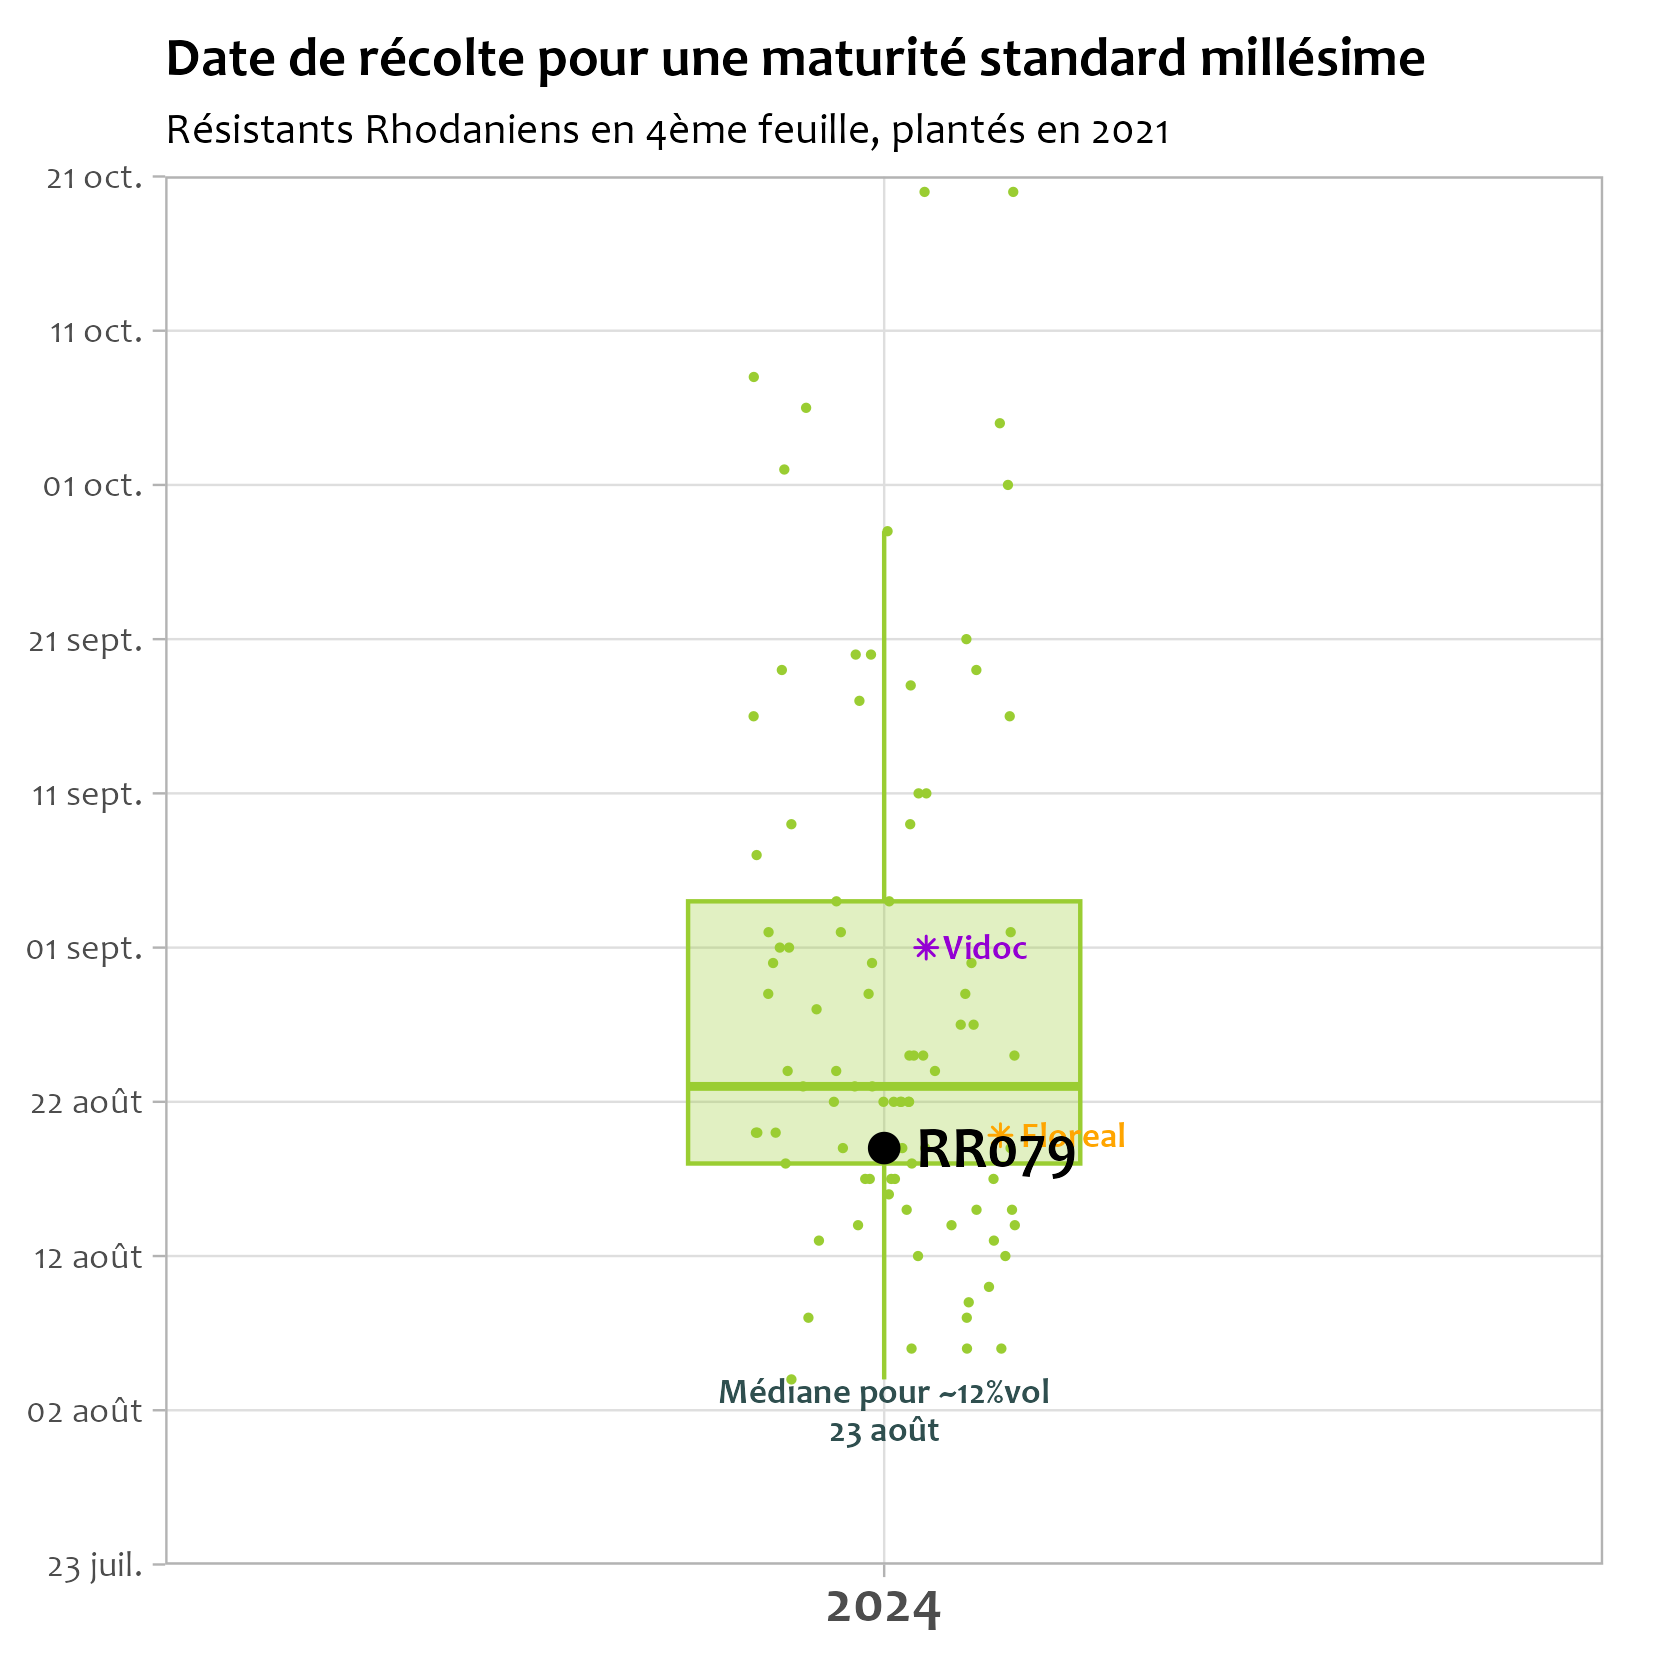 Date de récolte pour une maturité standard millésime
Résistants Rhodaniens en 4ème feuille, plantés en 2021
21 oct.
11 oct.
01 oct.
21 sept.
11 sept.
01 sept.
Vidoc
22 août
Floreal
RR079
12 août
Médiane pour ~12%vol
02 août
23 août
23 juil.
2024